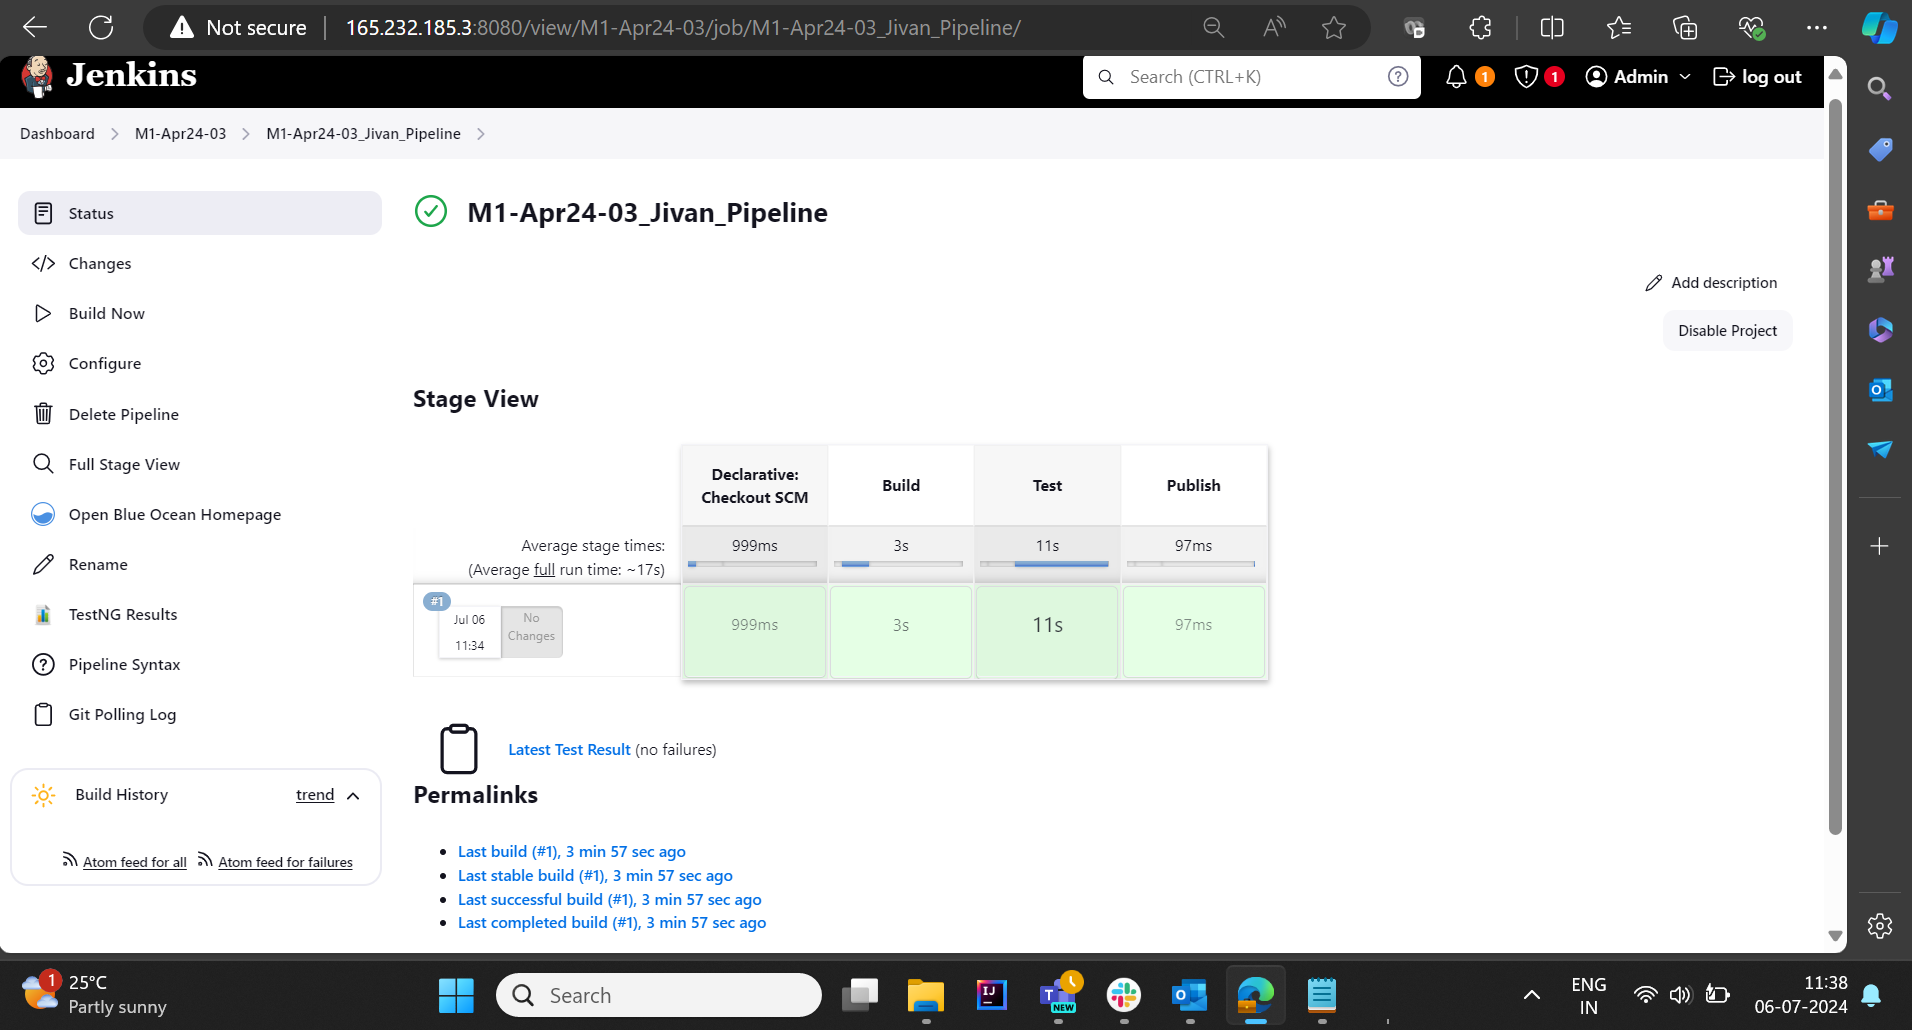 Not secure
165.232.185.3:8080/view/M1-Apr24-03/job/M1-Apr24-03_Jivan_Pipeline/
Jenkins
Search (CTRL+K)
1
1
Admin
log out
Dashboard
M1-Apr24-03
M1-Apr24-03_Jivan_Pipeline
Status
Changes
Build Now
Configure
Delete Pipeline
Full Stage View
Open Blue Ocean Homepage
Rename
TestNG Results
Pipeline Syntax
Git Polling Log
Build History
trend
Atom feed for all
Atom feed for failures
M1-Apr24-03_Jivan_Pipeline
Add description
Disable Project
Stage View
Declarative:
Checkout SCM
Build
Test
Publish
Average stage times:
(Average full run time: ~17s)
999ms
3s
11s
97ms
#1
Jul 06
11:34
No
Changes
999ms
3s
11s
97ms
Latest Test Result (no failures)
Permalinks
Last build (#1), 3 min 57 sec ago
Last stable build (#1), 3 min 57 sec ago
Last successful build (#1), 3 min 57 sec ago
Last completed build (#1), 3 min 57 sec ago
1
25°C
Partly sunny
Search
NEW
ENG
IN
11:38
06-07-2024